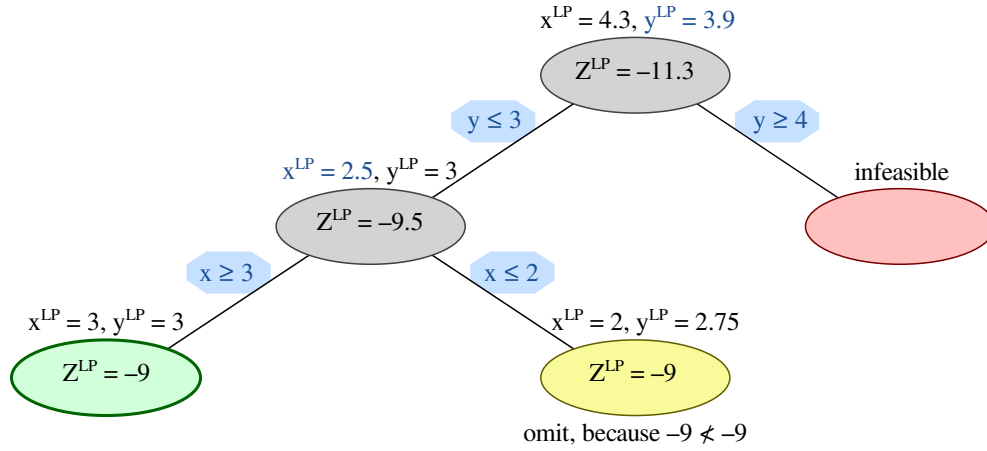 x^LP = 4.3, y^LP = 3.9
Z^LP = –11.3
y ≤ 3
y ≥ 4
x^LP = 2.5, y^LP = 3
infeasible
Z^LP = –9.5
x ≥ 3
x ≤ 2
x^LP = 3, y^LP = 3
x^LP = 2, y^LP = 2.75
Z^LP = –9
Z^LP = –9
omit, because –9 ≮ –9